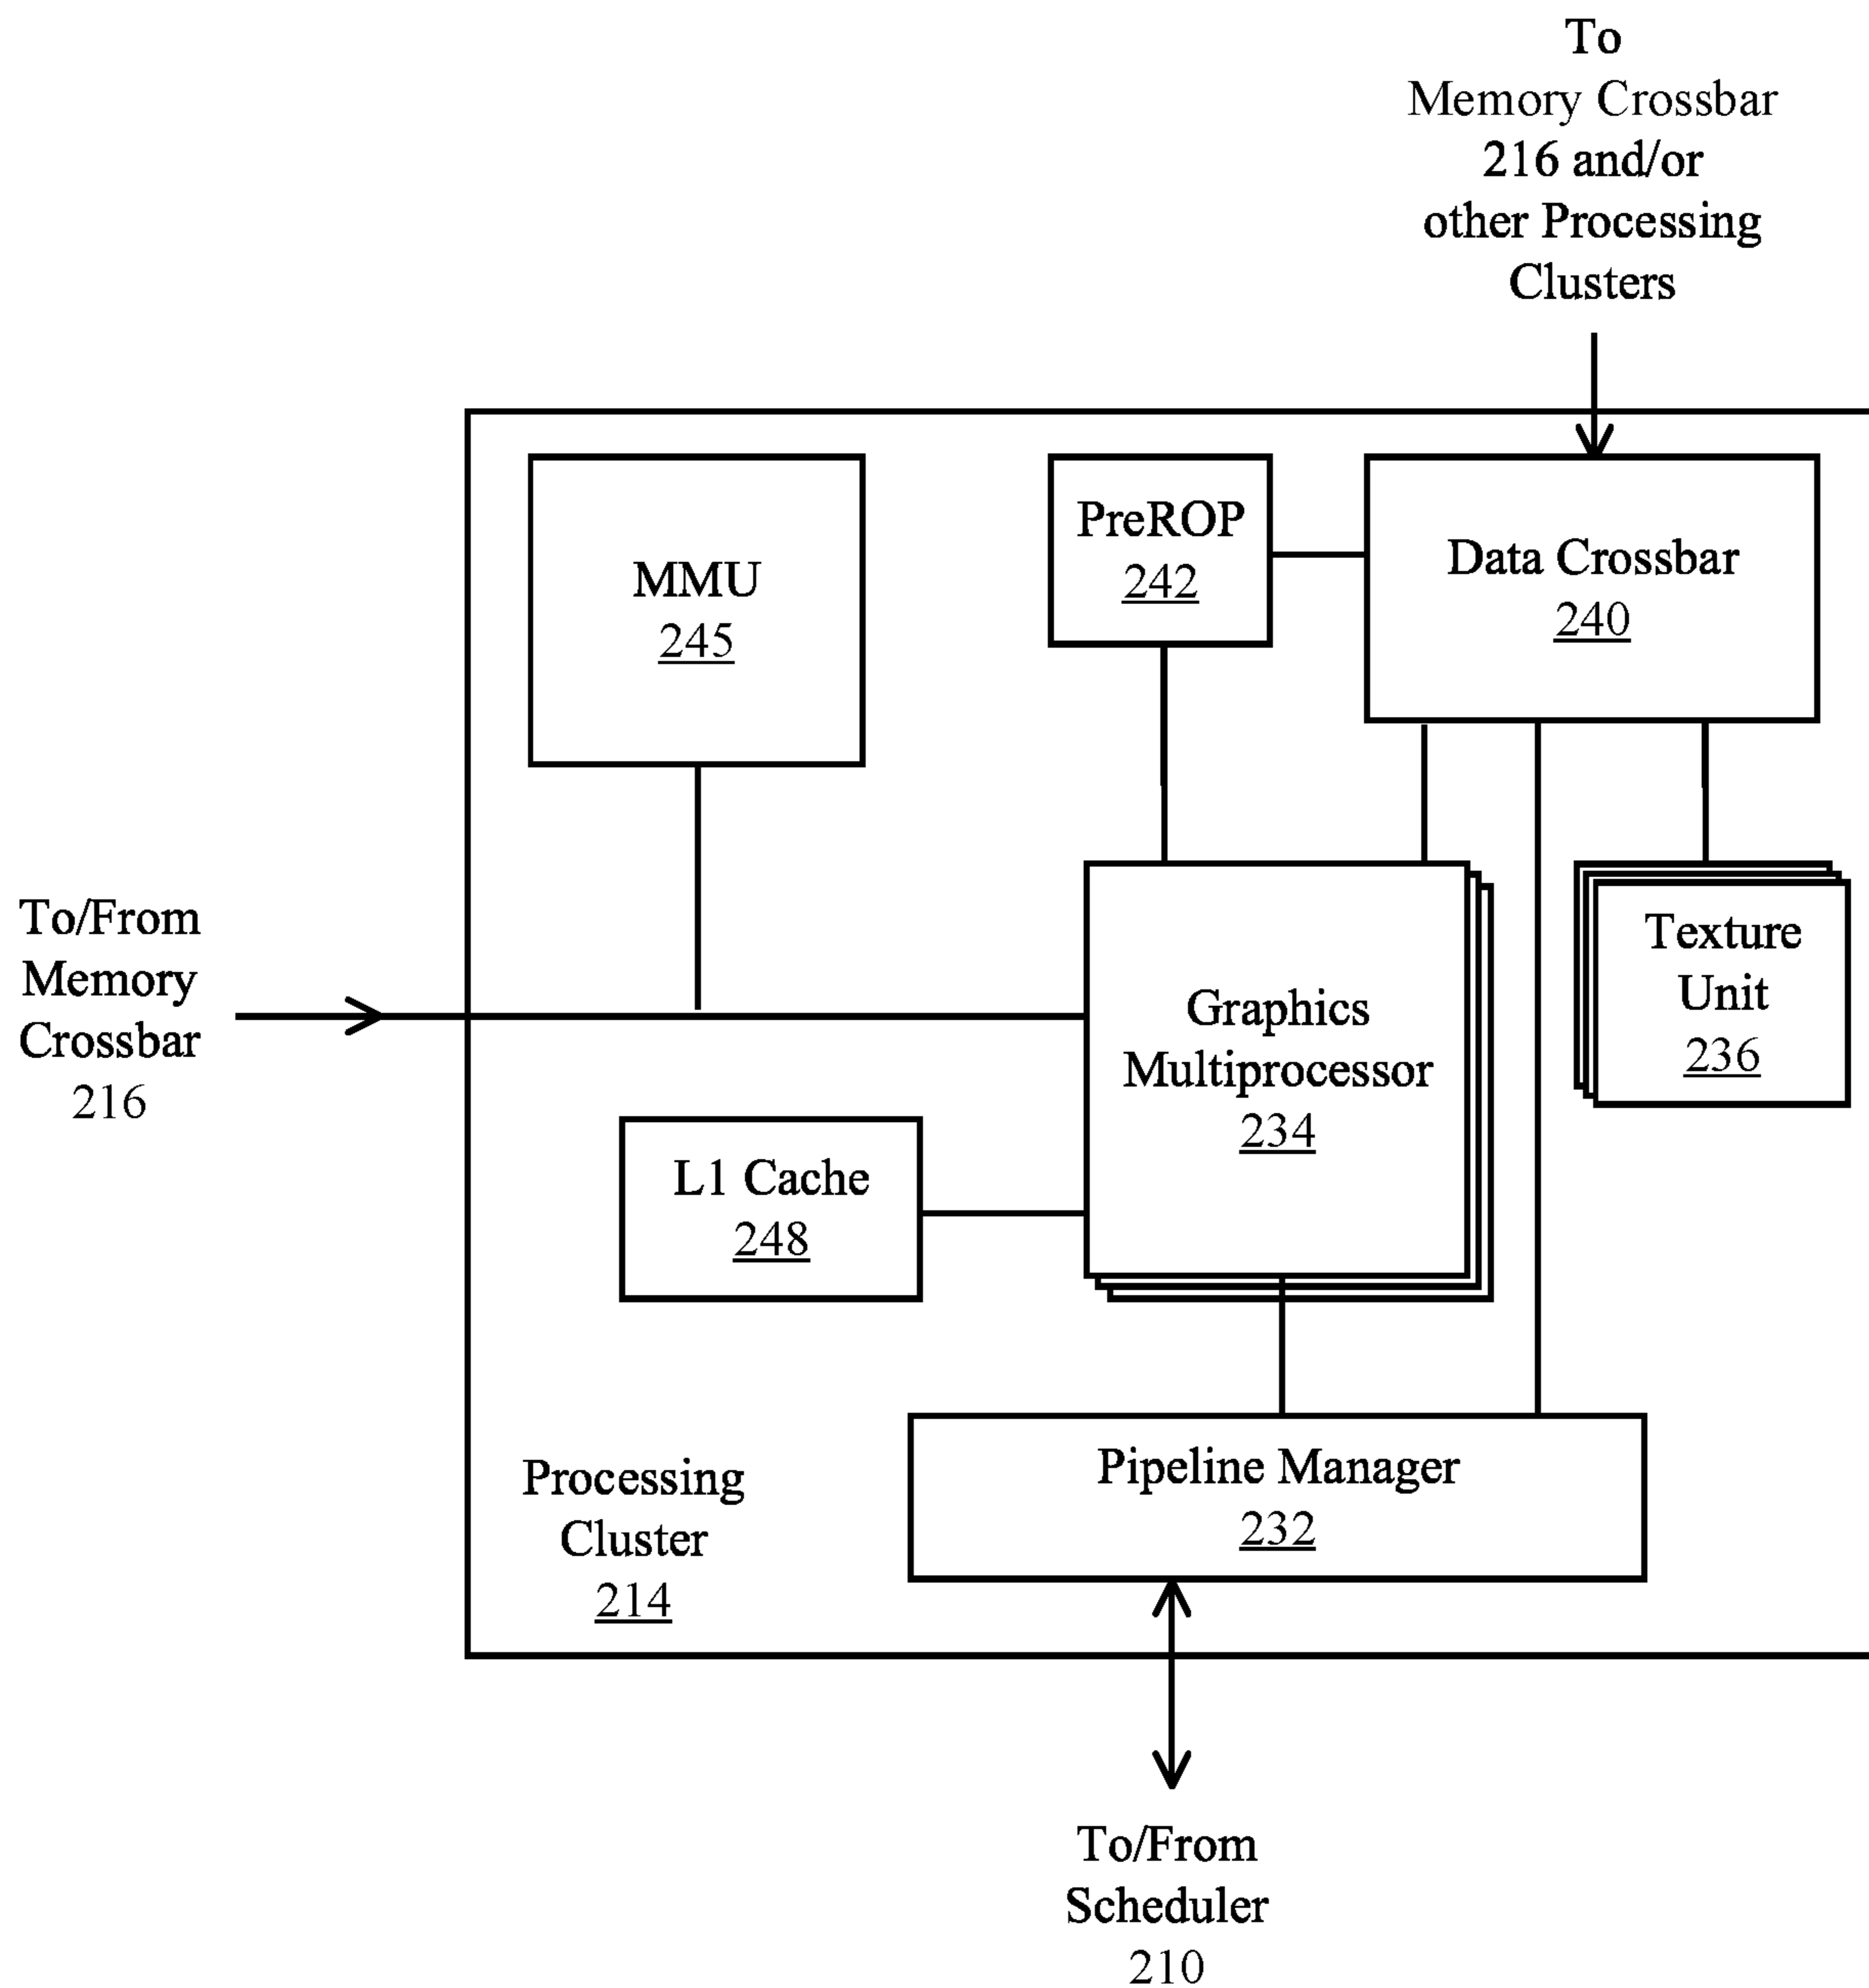 To
Memory Crossbar
216 and/or
other Processing
Clusters
MMU
245
PreROP
242
Data Crossbar
240
To/From
Memory
Crossbar
216
Graphics
Multiprocessor
234
Texture
Unit
236
L1 Cache
248
Processing
Cluster
214
Pipeline Manager
232
To/From
Scheduler
210